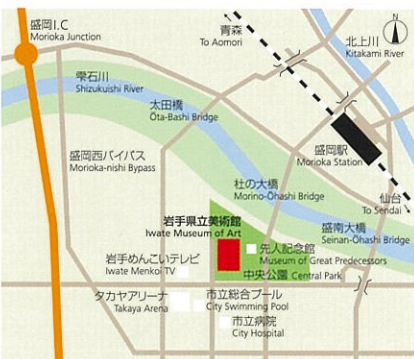 盛岡I.C
Morioka Junction
青森
To Aomori
北上川
Kitakami River
N
雫石川
Shizukuishi River
太田橋
Ōta-Bashi Bridge
盛岡西バイパス
Morioka-nishi Bypass
盛岡駅
Morioka Station
杜の大橋
Morino-Ōhashi Bridge
仙台
To Sendai
岩手県立美術館
Iwate Museum of Art
盛南大橋
Seinan-Ōhashi Bridge
先人記念館
Museum of Great Predecessors
岩手めんこいテレビ
Iwate Menkoi TV
中央公園 Central Park
タカヤアリーナ
Takaya Arena
市立総合プール
City Swimming Pool
市立病院
City Hospital